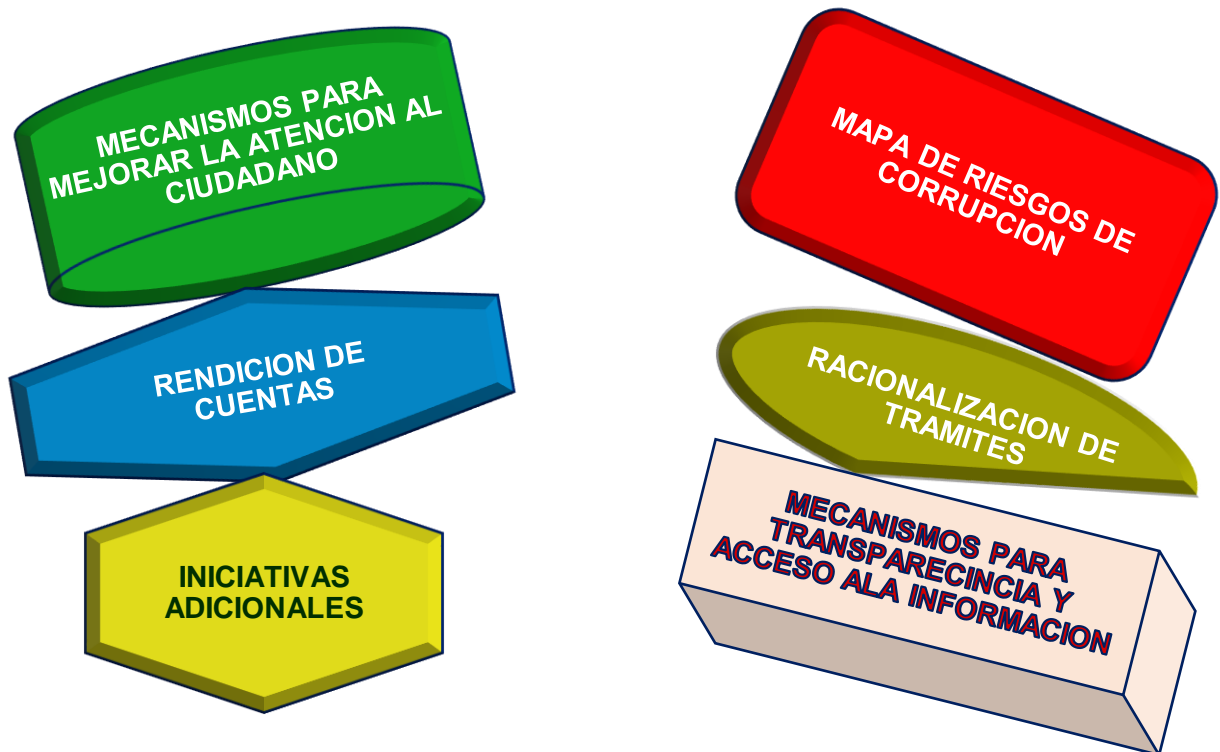 MECANISMOS PARA
MEJORAR LA ATENCION AL
CIUDADANO
RENDICION DE
CUENTAS
INICIATIVAS
ADICIONALES
MAPA DE RIESGOS DE
CORRUPCION
RACIONALIZACION DE
TRAMITES
MECANISMOS PARA
TRANSPARECINCIA Y
ACCESO ALA INFORMACION